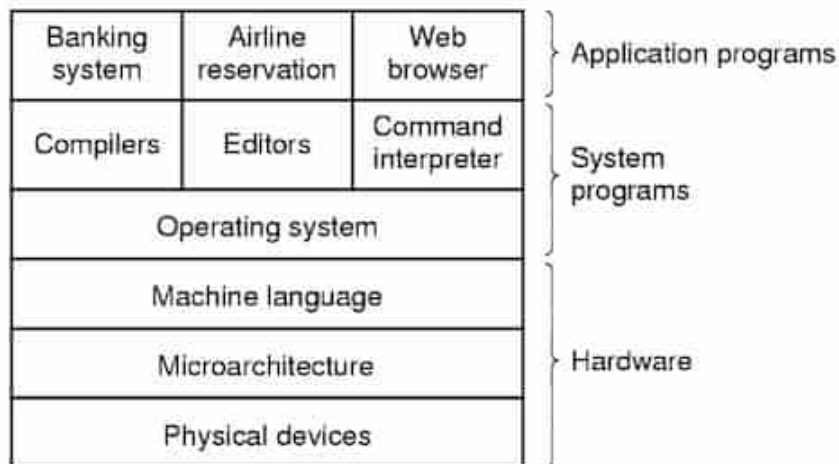 Banking
system
Airline
reservation
Web
browser
Application programs
Compilers
Editors
Command
interpreter
System
programs
Operating system
Machine language
Microarchitecture
Hardware
Physical devices